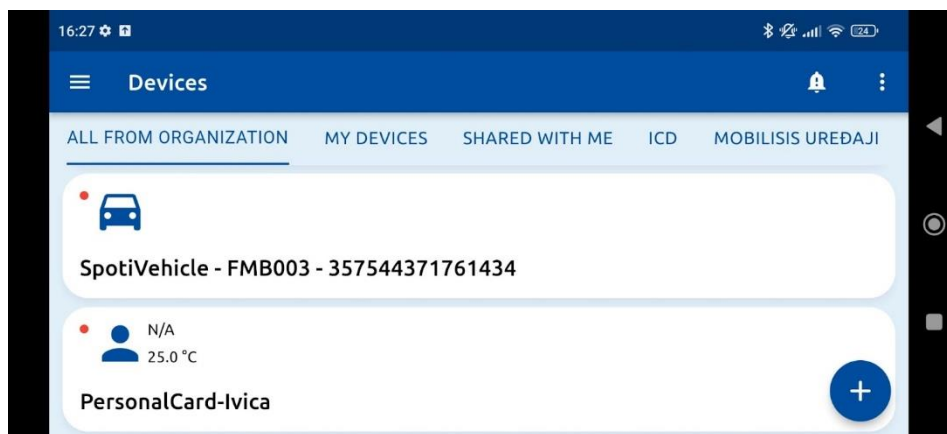 16:27
24
Devices
ALL FROM ORGANIZATION MY DEVICES SHARED WITH ME ICD MOBILISIS UREĐAJI
SpotiVehicle - FMB003 - 357544371761434
N/A
25.0 °C
PersonalCard-Ivica
+